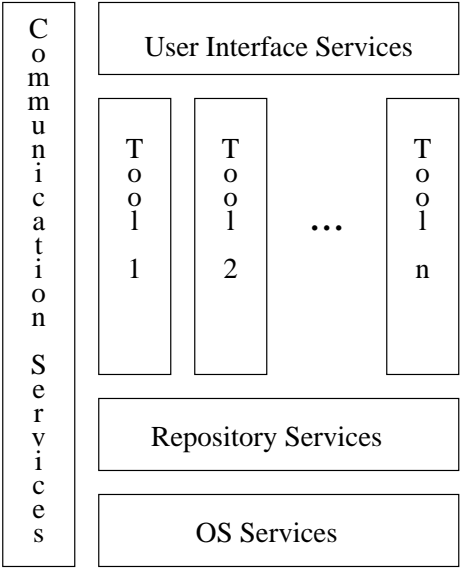 Communication Services
User Interface Services
Tool 1
Tool 2
...
Tool n
Repository Services
OS Services